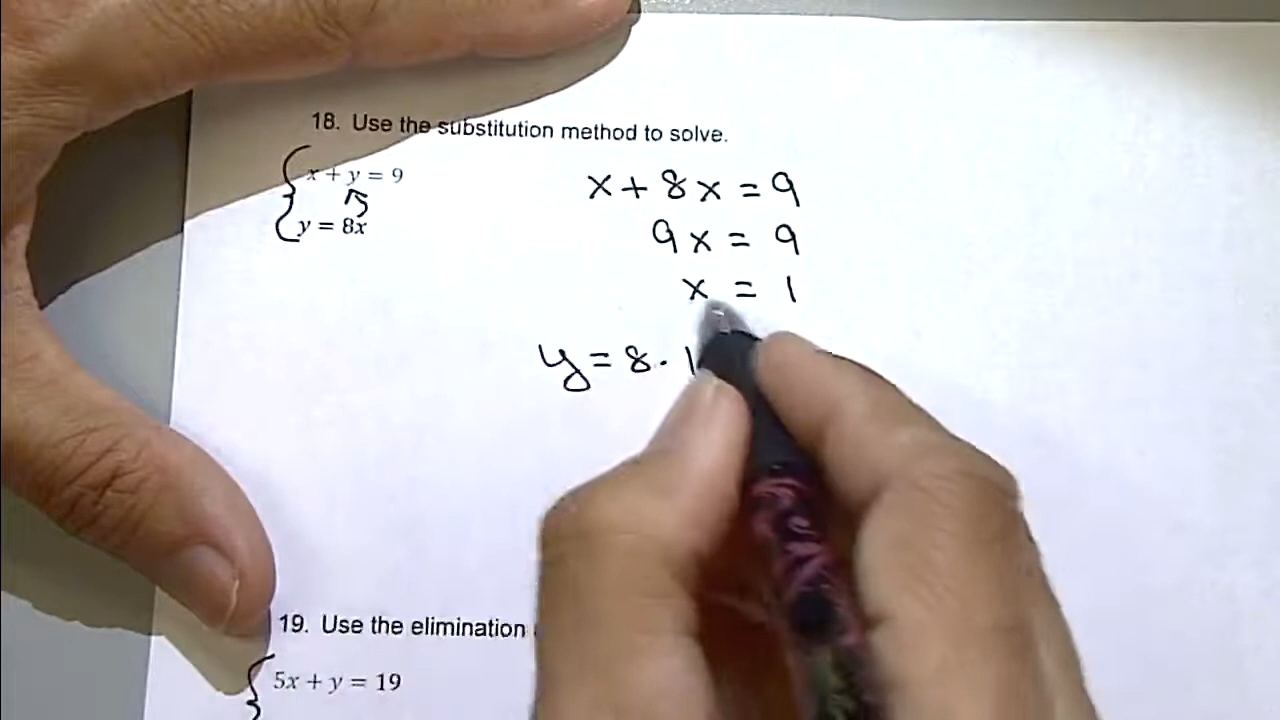 18. Use the substitution method to solve.
x + y = 9
y = 8x
x + 8x = 9
9x = 9
x = 1
y = 8 · 1
19. Use the elimination
5x + y = 19